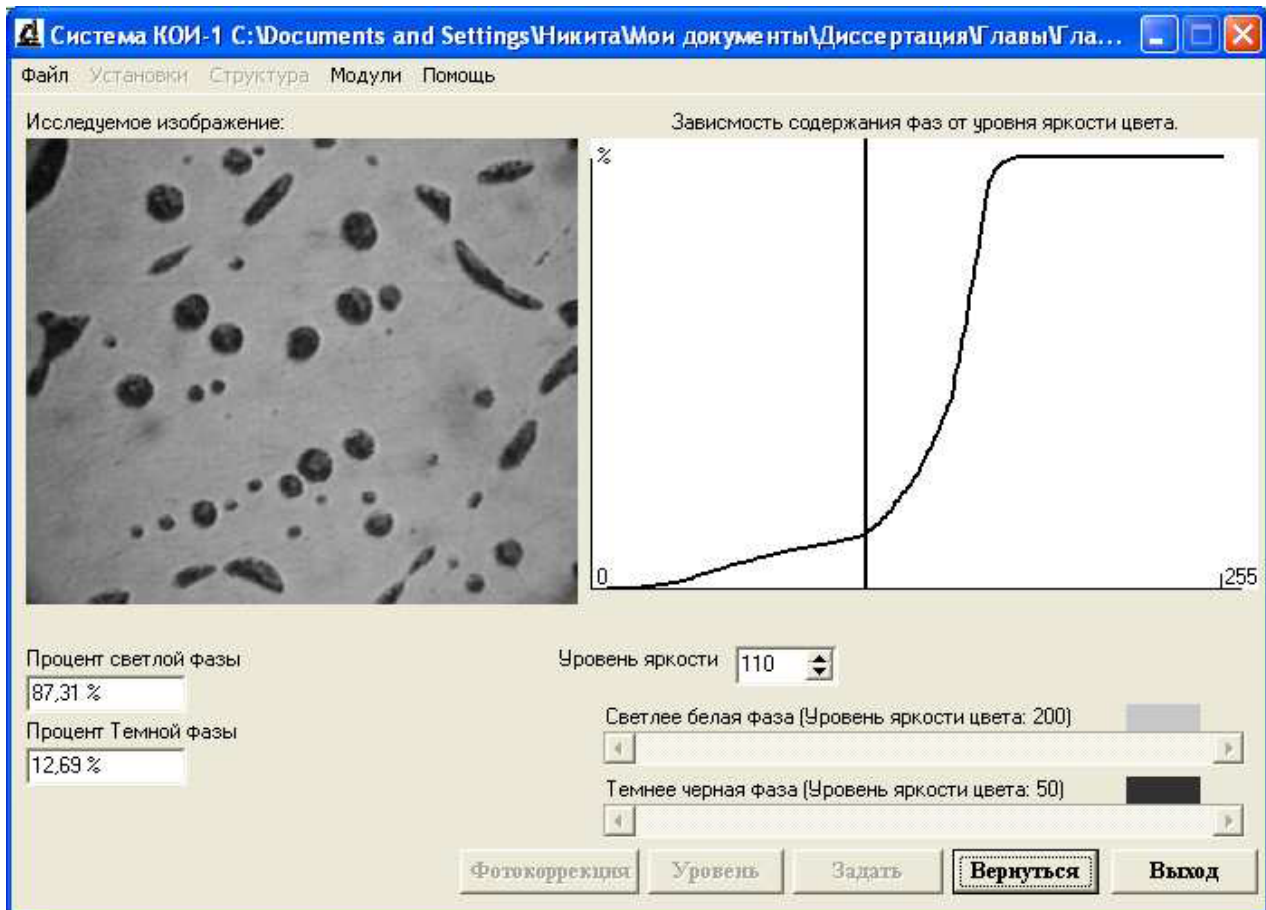 Система КОИ-1 C:\Documents and Settings\Никита\Мои документы\Диссертация\Главы\Гла...
Файл Установки Структура Модули Помощь
Исследуемое изображение:
Зависмость содержания фаз от уровня яркости цвета.
%
0
255
Процент светлой фазы
87,31 %
Процент Темной фазы
12,69 %
Уровень яркости 110
Светлее белая фаза (Уровень яркости цвета: 200)
Темнее черная фаза (Уровень яркости цвета: 50)
Фотокоррекция Уровень Задать Вернуться Выход